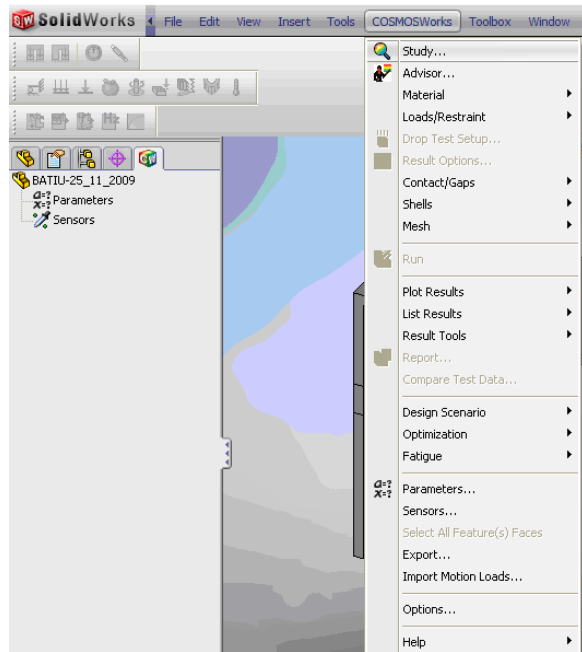 SolidWorks File Edit View Insert Tools COSMOSWorks Toolbox Window
Study...
Advisor...
Material
Loads/Restraint
Drop Test Setup...
Result Options...
Contact/Gaps
Shells
Mesh
Run
Plot Results
List Results
Result Tools
Report...
Compare Test Data...
Design Scenario
Optimization
Fatigue
Parameters...
Sensors...
Select All Feature(s) Faces
Export...
Import Motion Loads...
Options...
Help
BATIU-25_11_2009
Parameters
Sensors